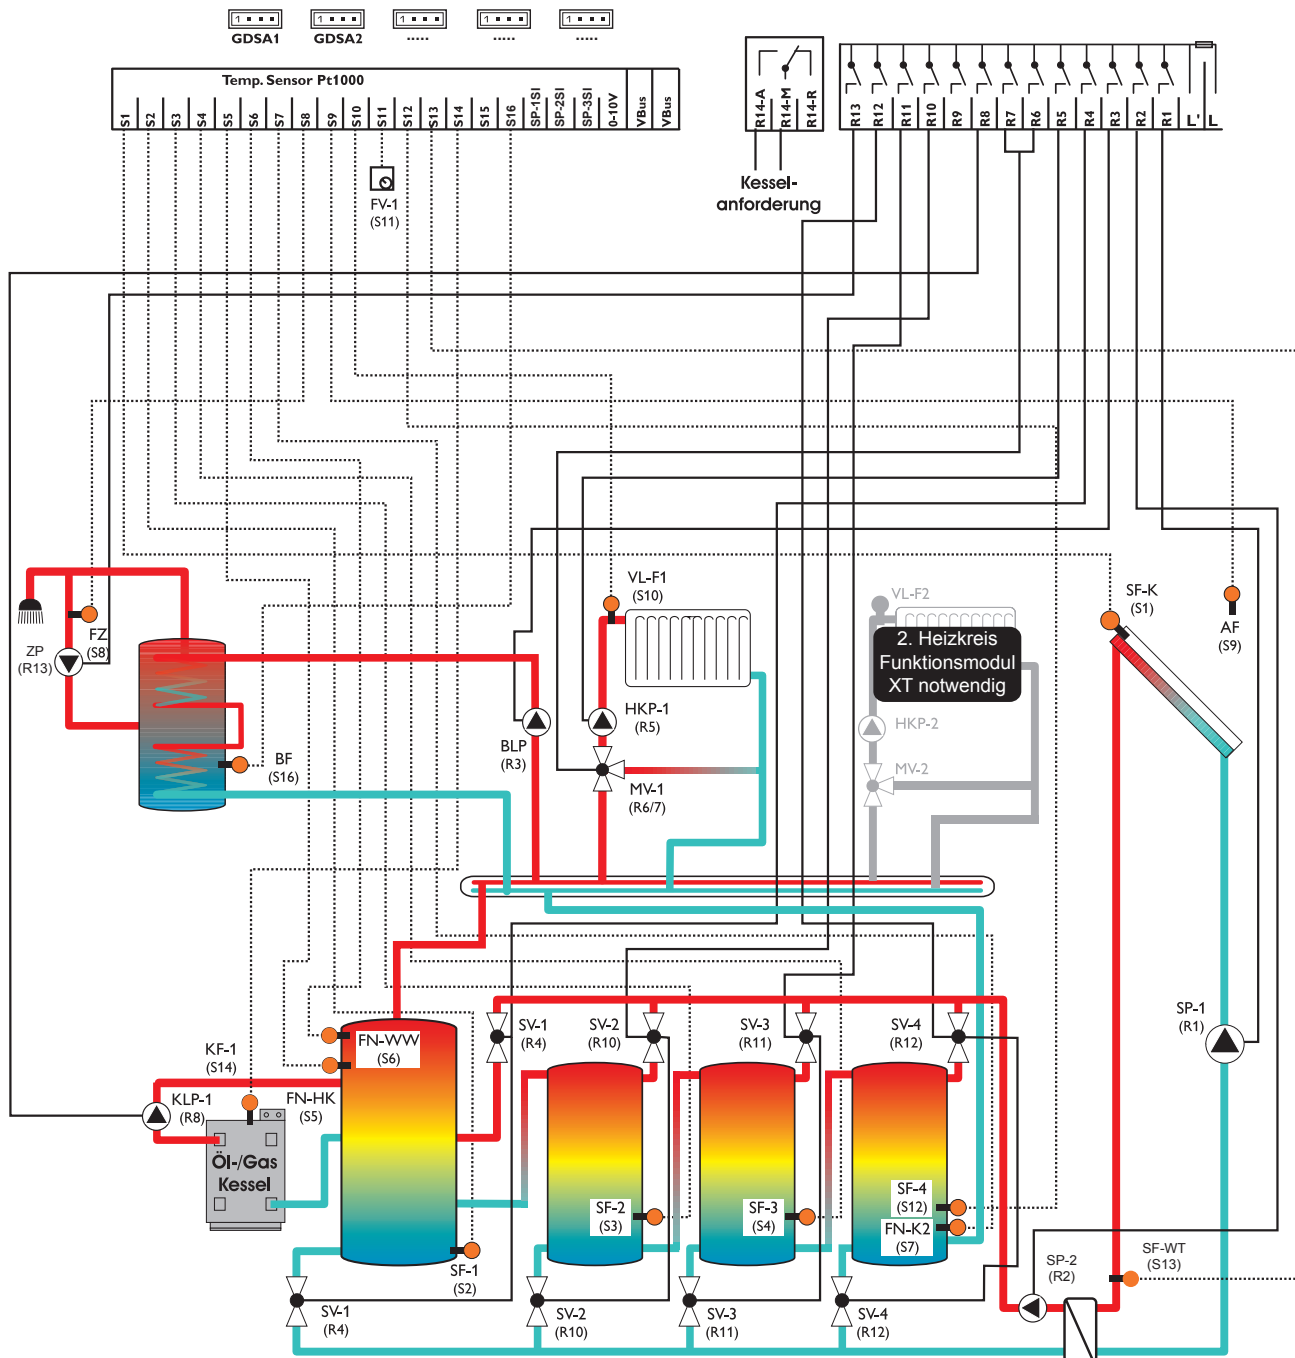 1
1
1
1
1
GDSA1
GDSA2
.....
.....
.....
Temp. Sensor Pt1000
S1
S2
S3
S4
S5
S6
S7
S8
S9
S10
S11
S12
S13
S14
S15
S16
SP-1SI
SP-2SI
SP-3SI
0-10V
VBus
VBus
R14-A
R14-M
R14-R
R13
R12
R11
R10
R9
R8
R7
R6
R5
R4
R3
R2
R1
L'
L
Kessel-
anforderung
FV-1
(S11)
FZ
(S8)
ZP
(R13)
BF
(S16)
BLP
(R3)
VL-F1
(S10)
HKP-1
(R5)
MV-1
(R6/7)
VL-F2
2. Heizkreis
Funktionsmodul
XT notwendig
HKP-2
MV-2
SF-K
(S1)
AF
(S9)
SP-1
(R1)
KF-1
(S14)
KLP-1
(R8)
FN-HK
(S5)
FN-WW
(S6)
Öl-/Gas
Kessel
SV-1
(R4)
SV-2
(R10)
SV-3
(R11)
SV-4
(R12)
SF-1
(S2)
SF-2
(S3)
SF-3
(S4)
SF-4
(S12)
FN-K2
(S7)
SP-2
(R2)
SF-WT
(S13)
SV-1
(R4)
SV-2
(R10)
SV-3
(R11)
SV-4
(R12)